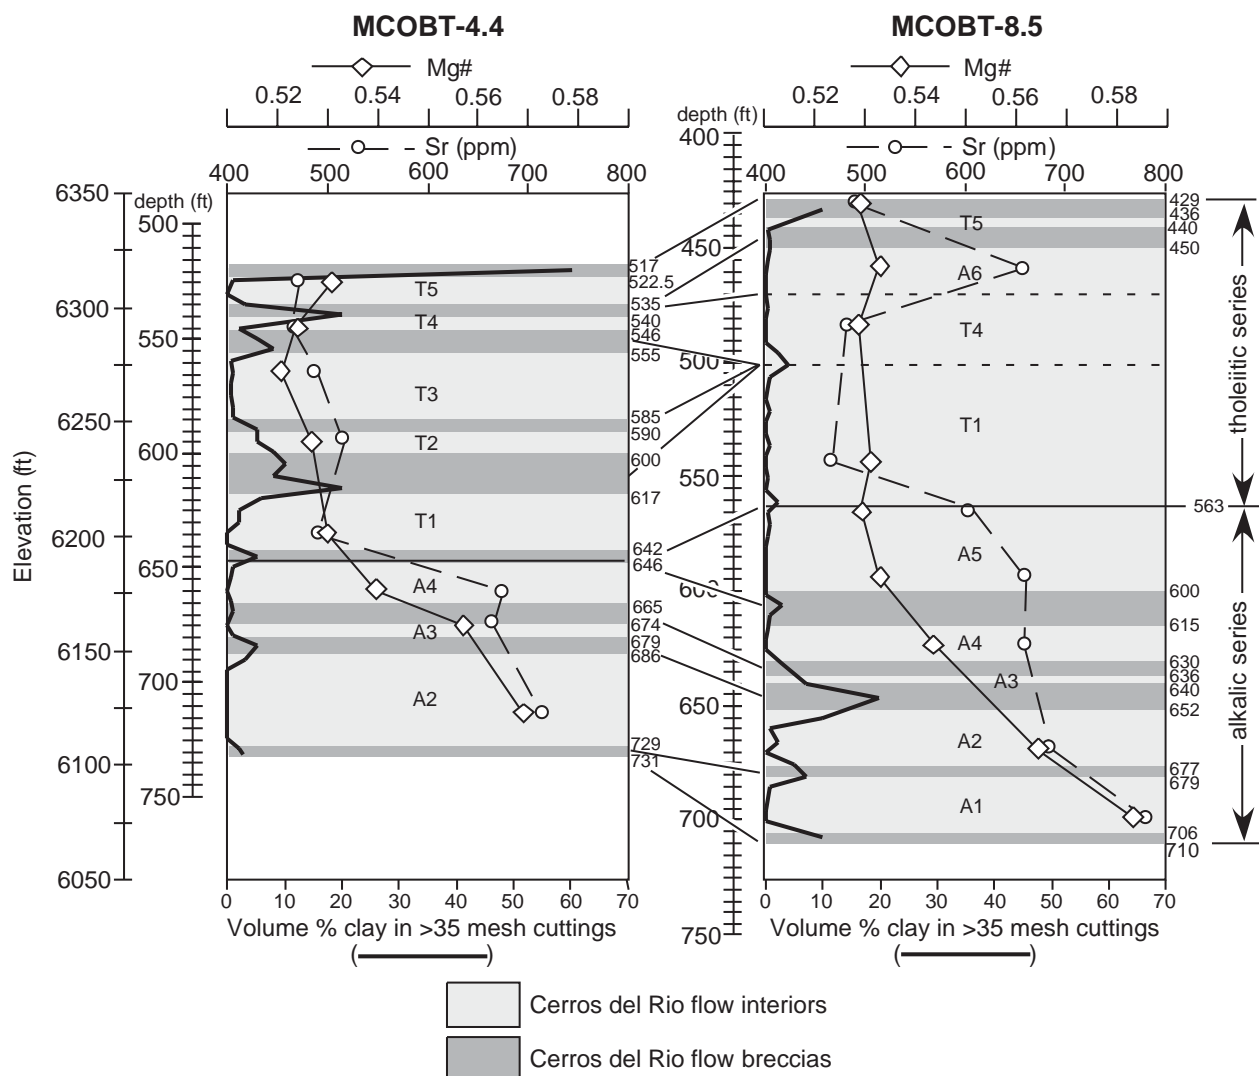 MCOBT-4.4
MCOBT-8.5
Mg#
Mg#
0.52 0.54 0.56 0.58
0.52 0.54 0.56 0.58
Sr (ppm)
Sr (ppm)
400 500 600 700 800
400 500 600 700 800
Elevation (ft)
6350
6300
6250
6200
6150
6100
6050
depth (ft)
500
550
600
650
700
750
T5
T4
T3
T2
T1
A4
A3
A2
517
522.5
535
540
546
555
585
590
600
617
642
646
665
674
679
686
729
731
depth (ft)
400
450
500
550
600
650
700
750
T5
A6
T4
T1
A5
A4
A3
A2
A1
429
436
440
450
563
600
615
630
636
640
652
677
679
706
710
tholeiitic series
alkalic series
0 10 20 30 40 50 60 70
0 10 20 30 40 50 60 70
Volume % clay in >35 mesh cuttings
Volume % clay in >35 mesh cuttings
( )
( )
Cerros del Rio flow interiors
Cerros del Rio flow breccias